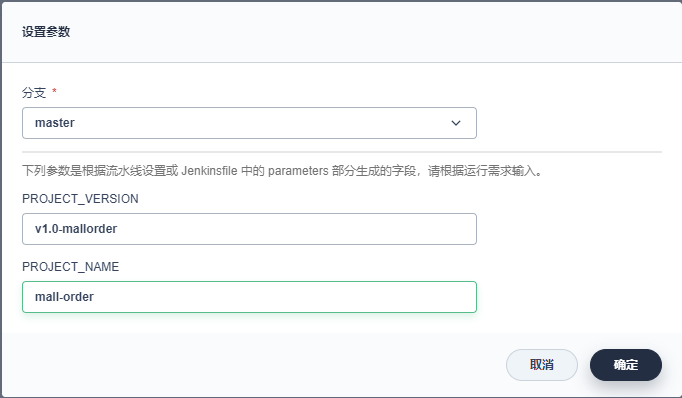 设置参数
分支 *
master
下列参数是根据流水线设置或 Jenkinsfile 中的 parameters 部分生成的字段，请根据运行需求输入。
PROJECT_VERSION
v1.0-mallorder
PROJECT_NAME
mall-order
取消 确定